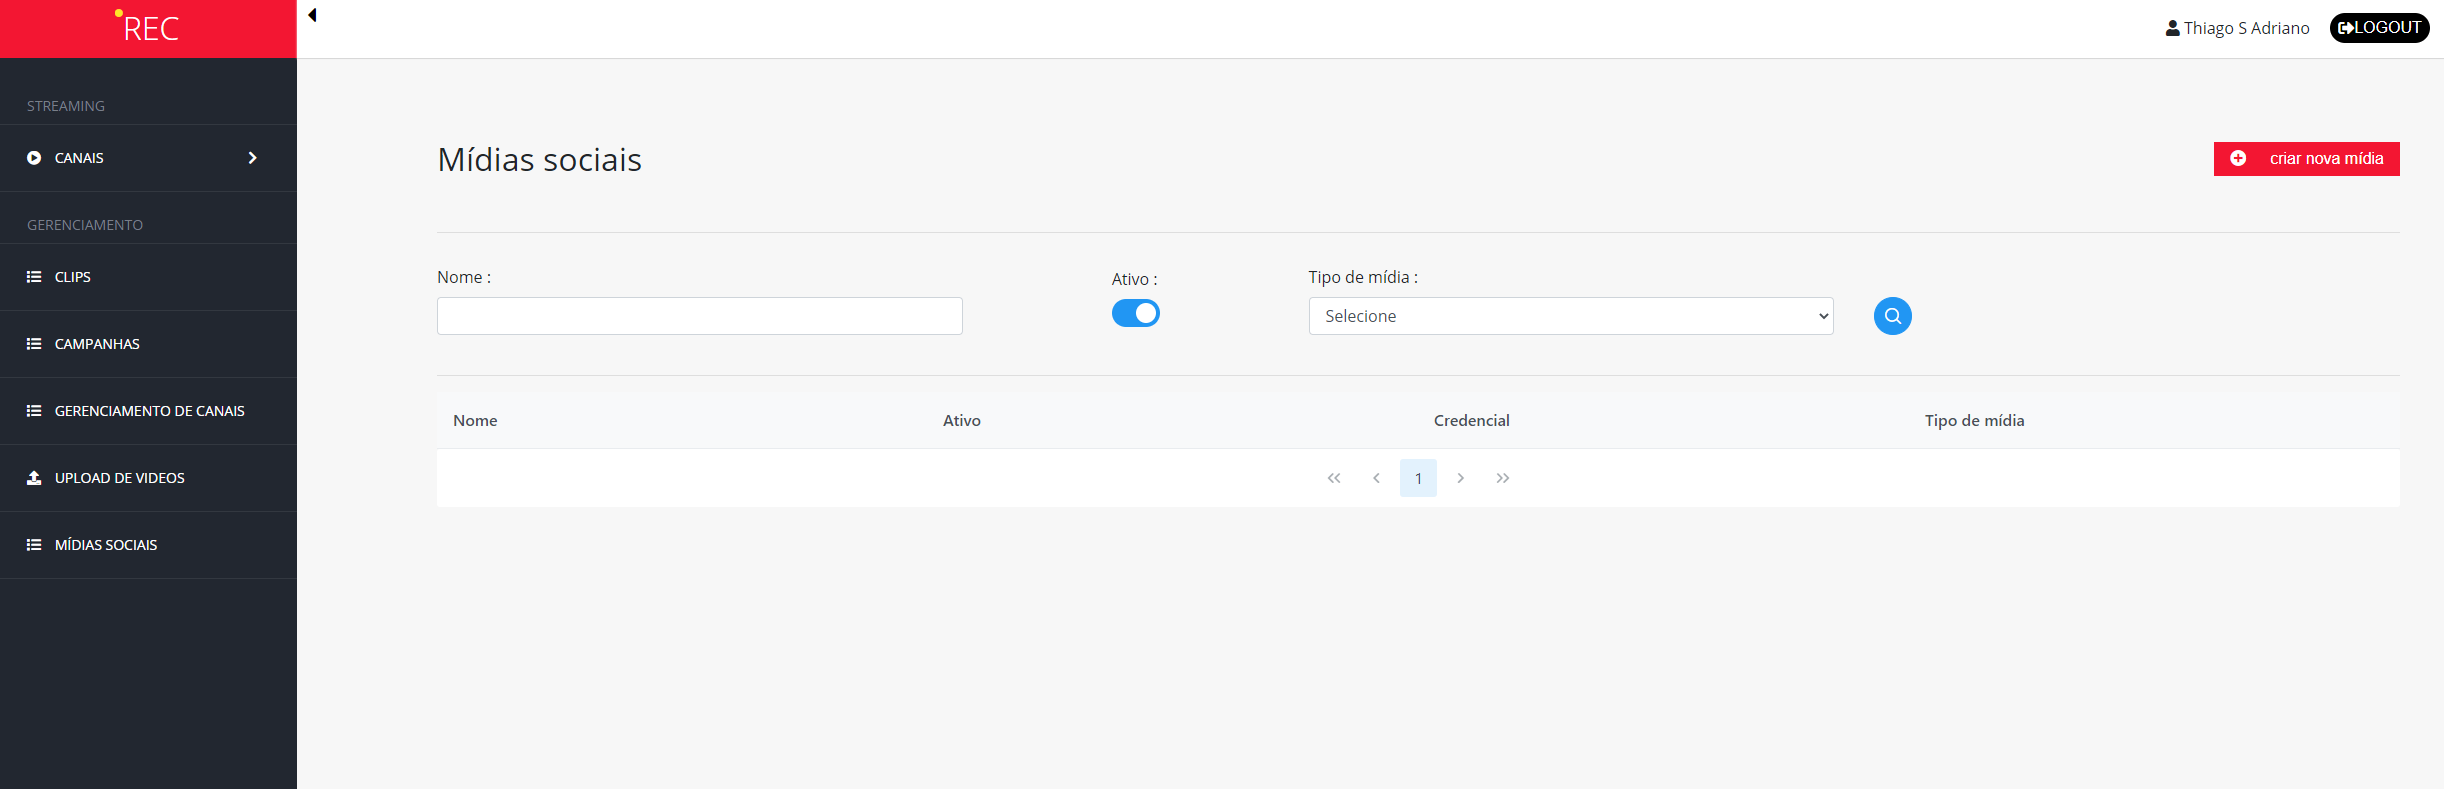 REC
Thiago S Adriano
LOGOUT
STREAMING
CANAIS
GERENCIAMENTO
CLIPS
CAMPANHAS
GERENCIAMENTO DE CANAIS
UPLOAD DE VIDEOS
MÍDIAS SOCIAIS
Mídias sociais
criar nova mídia
Nome :
Ativo :
Tipo de mídia :
Selecione
Nome Ativo Credencial Tipo de mídia
1